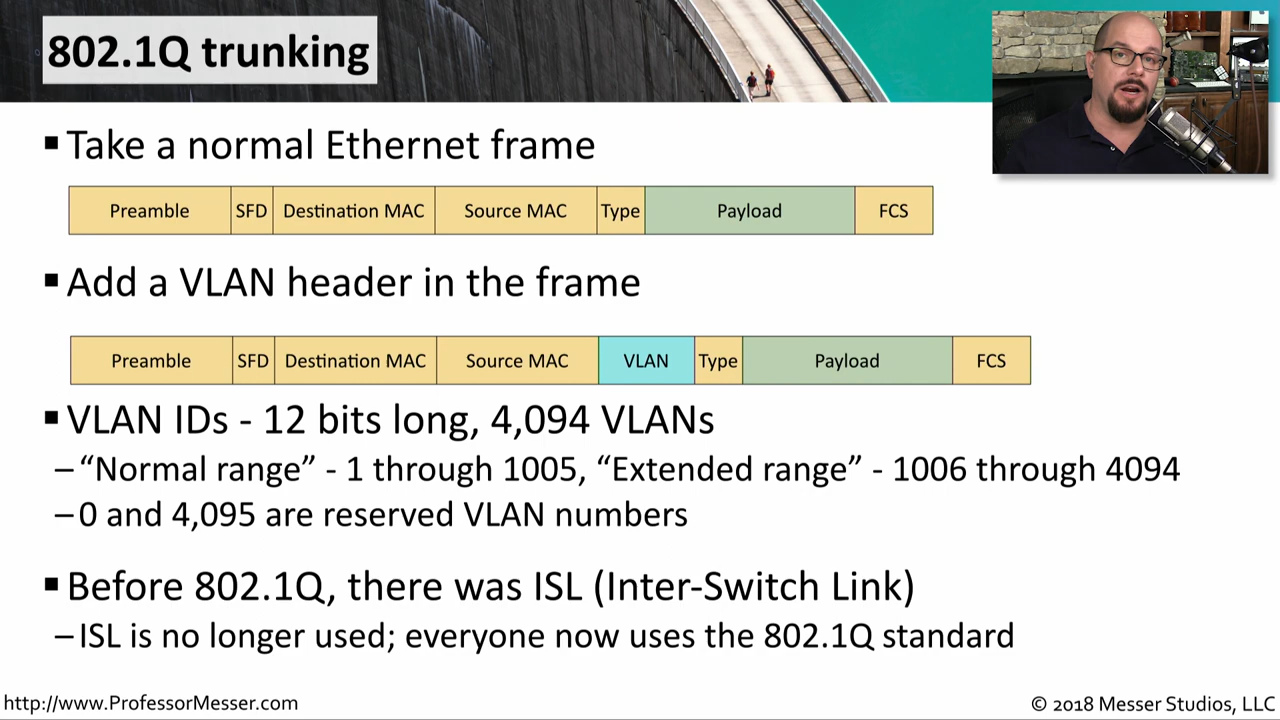 802.1Q trunking
▪ Take a normal Ethernet frame
Preamble SFD Destination MAC Source MAC Type Payload FCS
▪ Add a VLAN header in the frame
Preamble SFD Destination MAC Source MAC VLAN Type Payload FCS
▪ VLAN IDs - 12 bits long, 4,094 VLANs
– “Normal range” - 1 through 1005, “Extended range” - 1006 through 4094
– 0 and 4,095 are reserved VLAN numbers
▪ Before 802.1Q, there was ISL (Inter-Switch Link)
– ISL is no longer used; everyone now uses the 802.1Q standard
http://www.ProfessorMesser.com
© 2018 Messer Studios, LLC